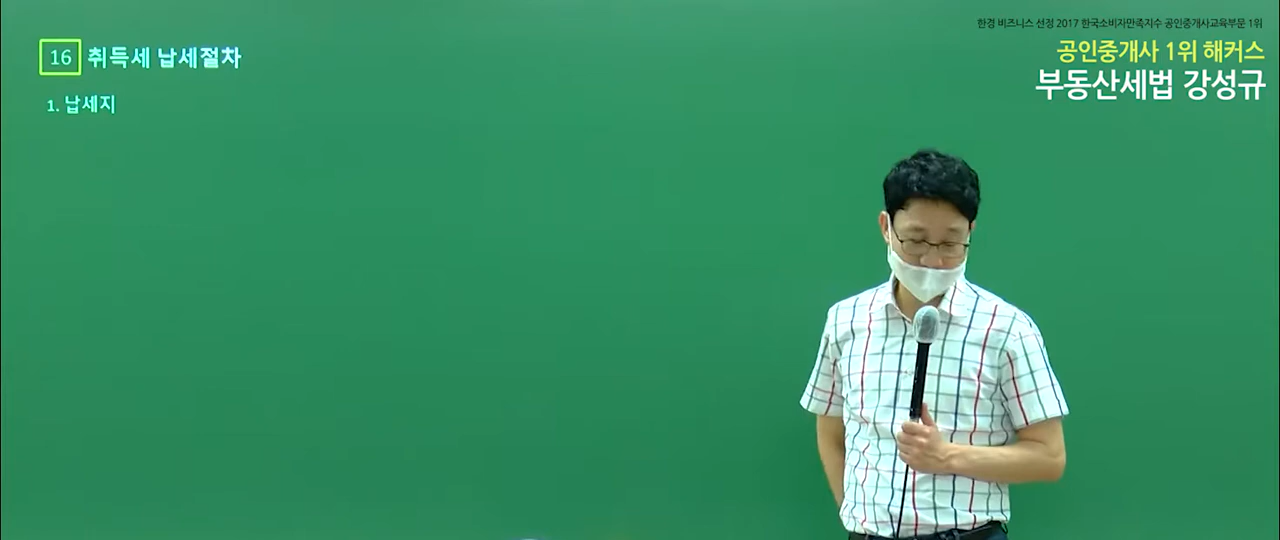 한경 비즈니스 선정 2017 한국소비자만족지수 공인중개사교육부문 1위
공인중개사 1위 해커스
부동산세법 강성규
16 취득세 납세절차
1. 납세지